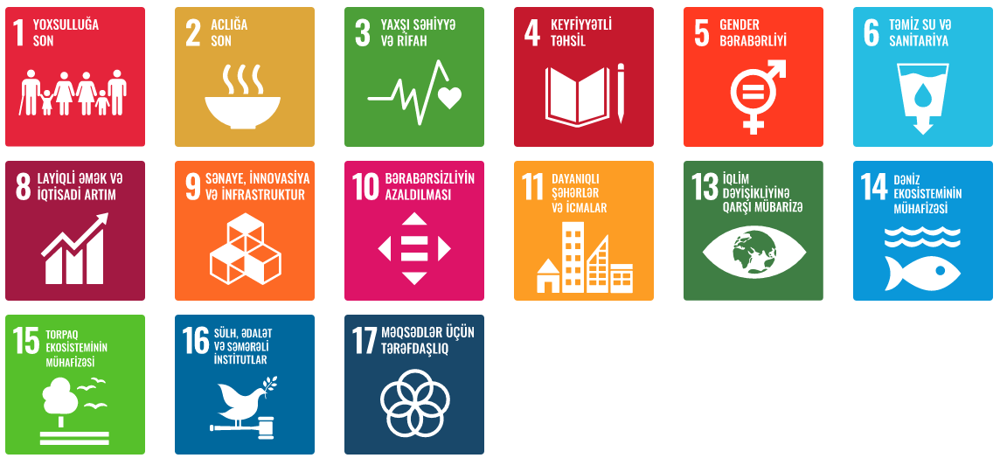 1 YOXSULLUĞA
SON
2 ACLIĞA
SON
3 YAXŞI SƏHİYYƏ
VƏ RİFAH
4 KEYFİYYƏTLİ
TƏHSİL
5 GENDER
BƏRABƏRLİYİ
6 TƏMİZ SU VƏ
SANİTARİYA
8 LAYİQLİ ƏMƏK VƏ
İQTİSADİ ARTIM
9 SƏNAYE, İNNOVASİYA
VƏ İNFRASTRUKTUR
10 BƏRABƏRSİZLİYİN
AZALDILMASI
11 DAYANIQLI
ŞƏHƏRLƏR
VƏ İCMALAR
13 İQLİM
DƏYİŞİKLİYİNƏ
QARŞI MÜBARİZƏ
14 DƏNİZ
EKOSİSTEMİNİN
MÜHAFİZƏSİ
15 TORPAQ
EKOSİSTEMİNİN
MÜHAFİZƏSİ
16 SÜLH, ƏDALƏT
VƏ SƏMƏRƏLİ
İNSTİTUTLAR
17 MƏQSƏDLƏR ÜÇÜN
TƏRƏFDAŞLIQ